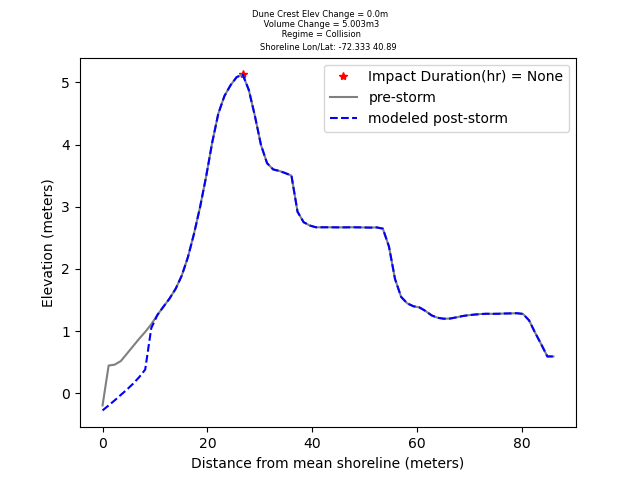 Dune Crest Elev Change = 0.0m
Volume Change = 5.003m3
Regime = Collision
Shoreline Lon/Lat: -72.333 40.89
Impact Duration(hr) = None
pre-storm
modeled post-storm
Elevation (meters)
5
4
3
2
1
0
0 20 40 60 80
Distance from mean shoreline (meters)